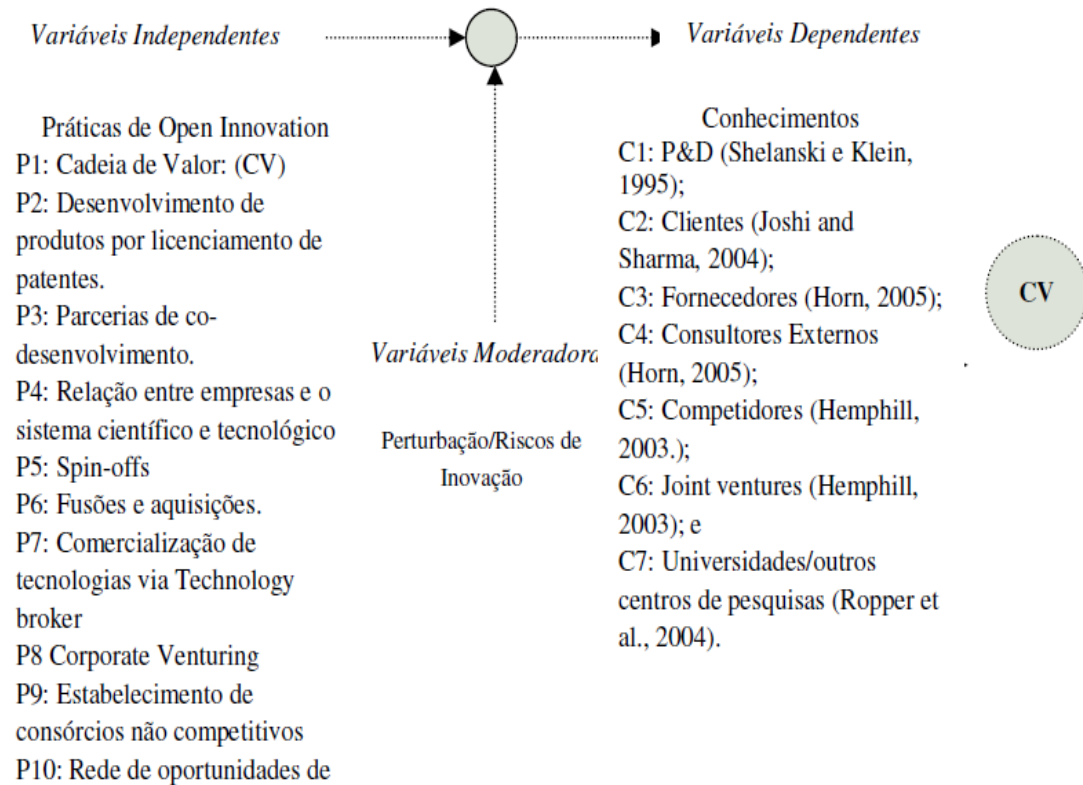 Variáveis Independentes
Variáveis Dependentes
Práticas de Open Innovation
P1: Cadeia de Valor: (CV)
P2: Desenvolvimento de
produtos por licenciamento de
patentes.
P3: Parcerias de co-
desenvolvimento.
P4: Relação entre empresas e o
sistema científico e tecnológico
P5: Spin-offs
P6: Fusões e aquisições.
P7: Comercialização de
tecnologias via Technology
broker
P8 Corporate Venturing
P9: Estabelecimento de
consórcios não competitivos
P10: Rede de oportunidades de
Variáveis Moderadora
Perturbação/Riscos de
Inovação
Conhecimentos
C1: P&D (Shelanski e Klein,
1995);
C2: Clientes (Joshi and
Sharma, 2004);
C3: Fornecedores (Horn, 2005);
C4: Consultores Externos
(Horn, 2005);
C5: Competidores (Hemphill,
2003.);
C6: Joint ventures (Hemphill,
2003); e
C7: Universidades/outros
centros de pesquisas (Ropper et
al., 2004).
CV